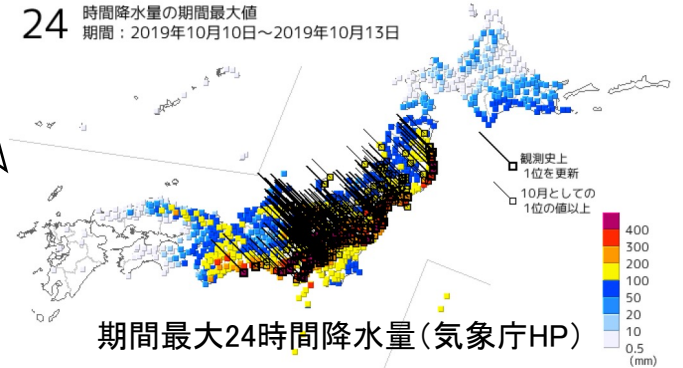 24 時間降水量の期間最大値
期間：2019年10月10日～2019年10月13日
観測史上
1位を更新
10月としての
1位の値以上
400
300
200
100
50
20
10
0.5
(mm)
期間最大24時間降水量（気象庁HP）